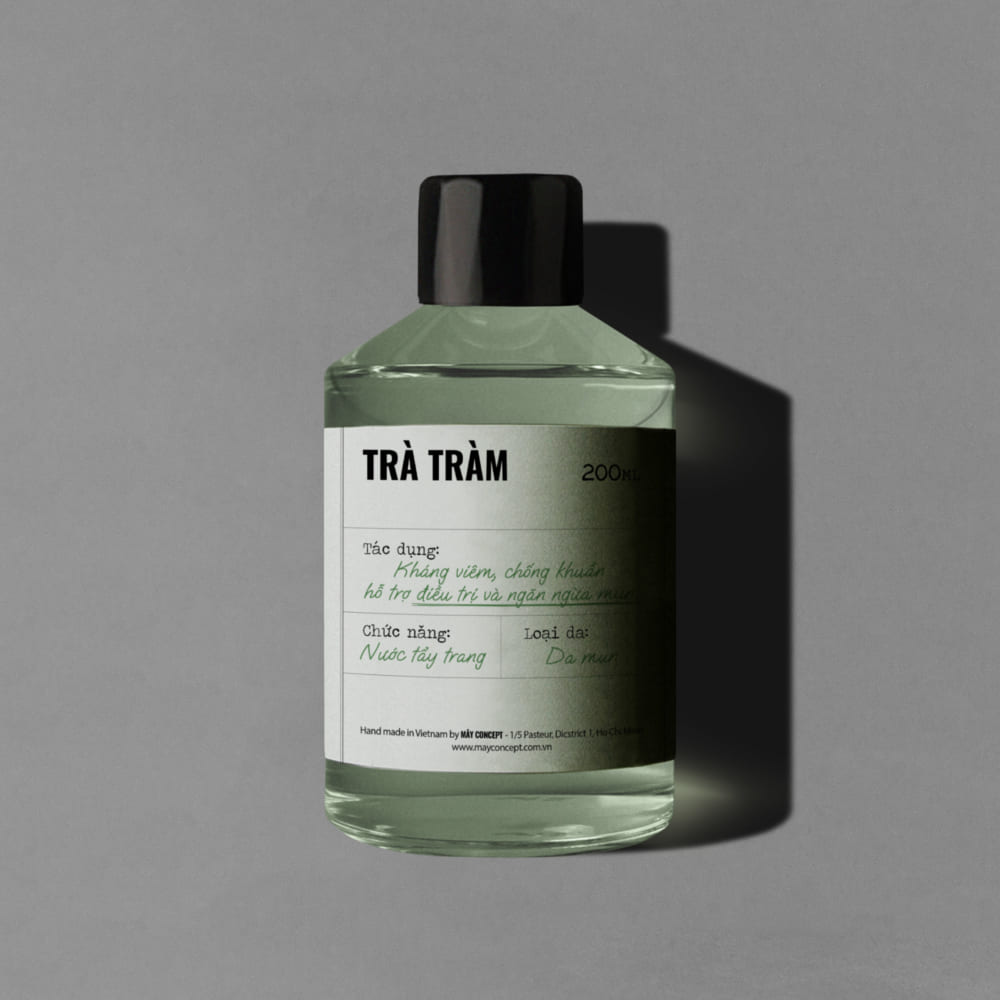 TRÀ TRÀM
200ML
Tác dụng:
Kháng viêm, chống khuẩn
hỗ trợ điều trị và ngăn ngừa mụn
Chức năng:
Nước tẩy trang
Loại da:
Da mụn
Hand made in Vietnam by MÂY CONCEPT - 1/5 Pasteur, Dicstrict 1, Ho Chi Minh
www.mayconcept.com.vn